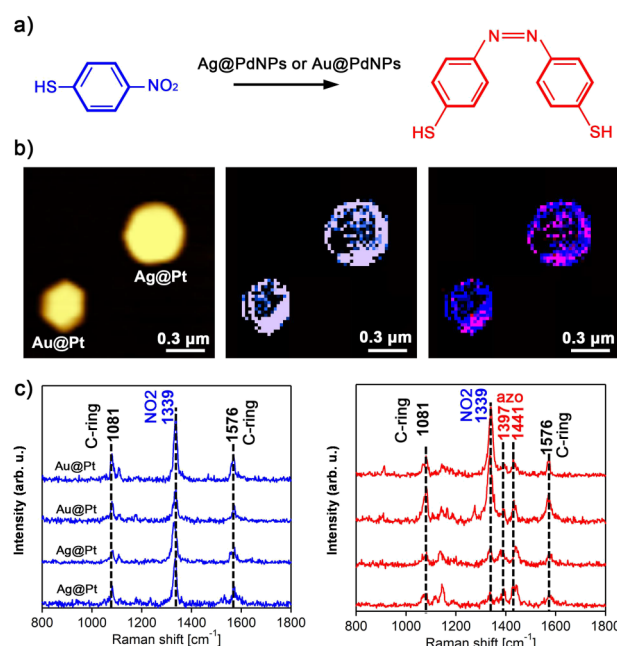 a)
HS
NO₂
Ag@PdNPs or Au@PdNPs
N=N
HS
SH
b)
Ag@Pt
Au@Pt
0.3 µm
0.3 µm
0.3 µm
c)
C-ring
1081
NO2
1339
1576
C-ring
Au@Pt
Au@Pt
Ag@Pt
Ag@Pt
Intensity (arb. u.)
800 1000 1200 1400 1600 1800
Raman shift [cm⁻¹]
C-ring
1081
NO2
1339
1397
azo
1441
1576
C-ring
Intensity (arb. u.)
800 1000 1200 1400 1600 1800
Raman shift [cm⁻¹]